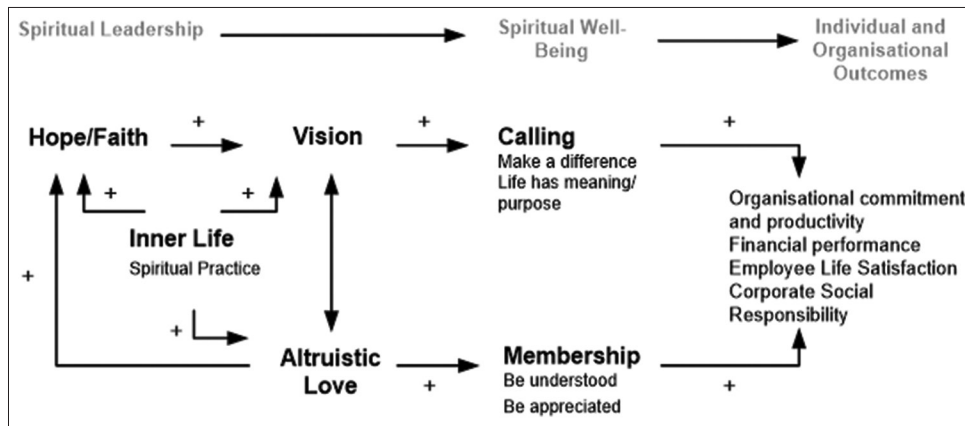 Spiritual Leadership
Spiritual Well-
Being
Individual and
Organisational
Outcomes
Hope/Faith
+
Vision
+
Calling
Make a difference
Life has meaning/
purpose
+
+
+
Inner Life
Spiritual Practice
+
Organisational commitment
and productivity
Financial performance
Employee Life Satisfaction
Corporate Social
Responsibility
+
Altruistic
Love
+
Membership
Be understood
Be appreciated
+